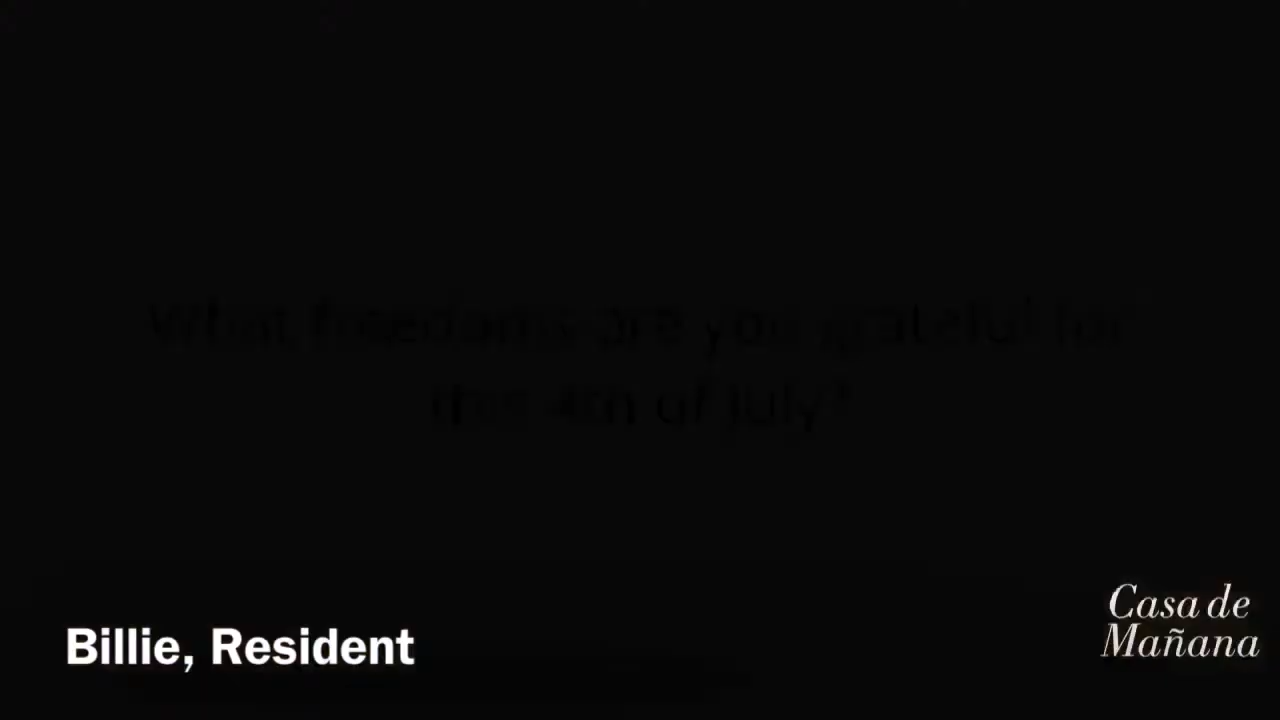 What freedoms are you grateful for
this 4th of July?
Billie, Resident
Casa de
Mañana